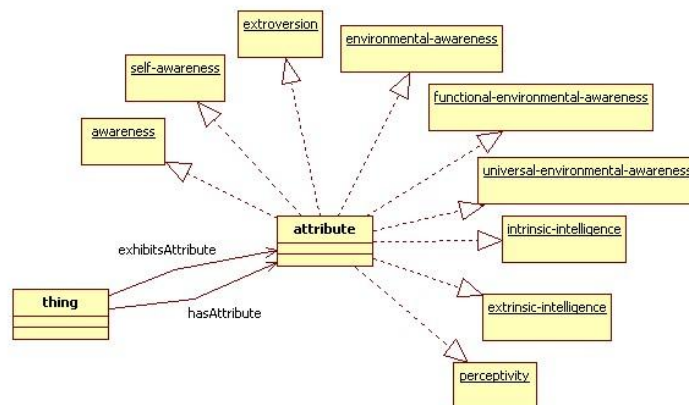 extroversion
environmental-awareness
self-awareness
functional-environmental-awareness
awareness
universal-environmental-awareness
attribute
intrinsic-intelligence
exhibitsAttribute
thing
extrinsic-intelligence
hasAttribute
perceptivity